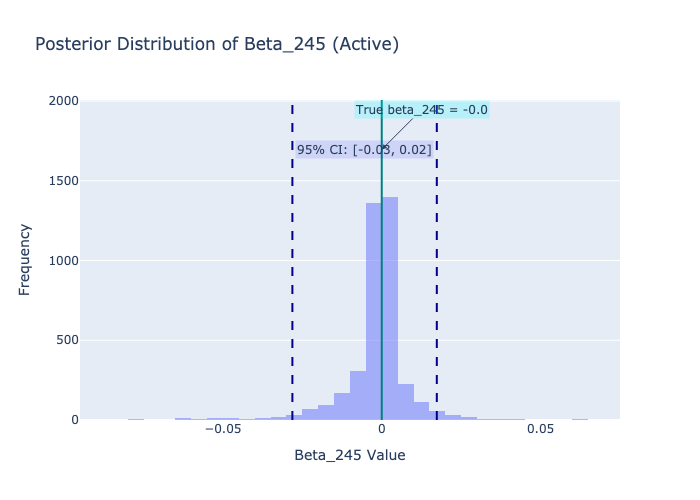 Posterior Distribution of Beta_245 (Active)
2000
True beta_245 = -0.0
95% CI: [-0.03, 0.02]
1500
1000
500
0
Frequency
−0.05
0
0.05
Beta_245 Value